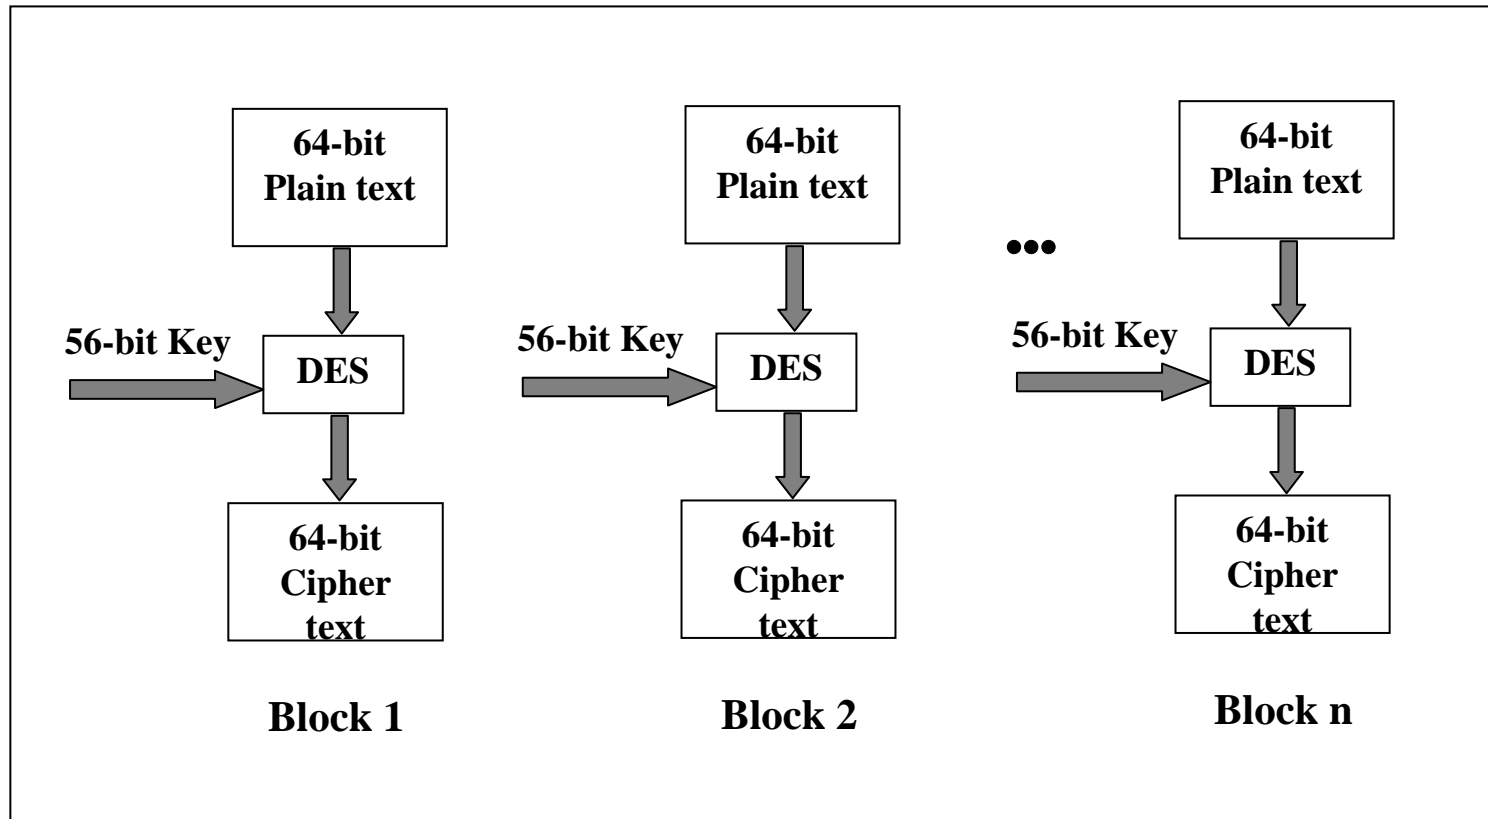 64-bit
Plain text
56-bit Key
DES
64-bit
Cipher
text
Block 1
64-bit
Plain text
56-bit Key
DES
64-bit
Cipher
text
Block 2
•••
64-bit
Plain text
56-bit Key
DES
64-bit
Cipher
text
Block n